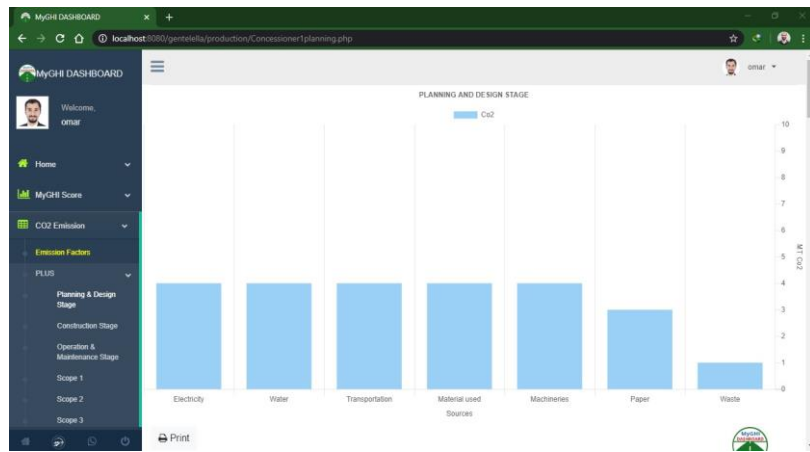 MyGHI DASHBOARD
localhost:8080/gentelella/production/Concessioner1planning.php
MyGHI DASHBOARD
Welcome,
omar
Home
MyGHI Score
CO2 Emission
Emission Factors
PLUS
Planning & Design
Stage
Construction Stage
Operation &
Maintenance Stage
Scope 1
Scope 2
Scope 3
omar
PLANNING AND DESIGN STAGE
Co2
10
9
8
7
6
5
4
3
2
1
0
MT Co2
Electricity
Water
Transportation
Material used
Machineries
Paper
Waste
Sources
Print
MyGHI
DASHBOARD